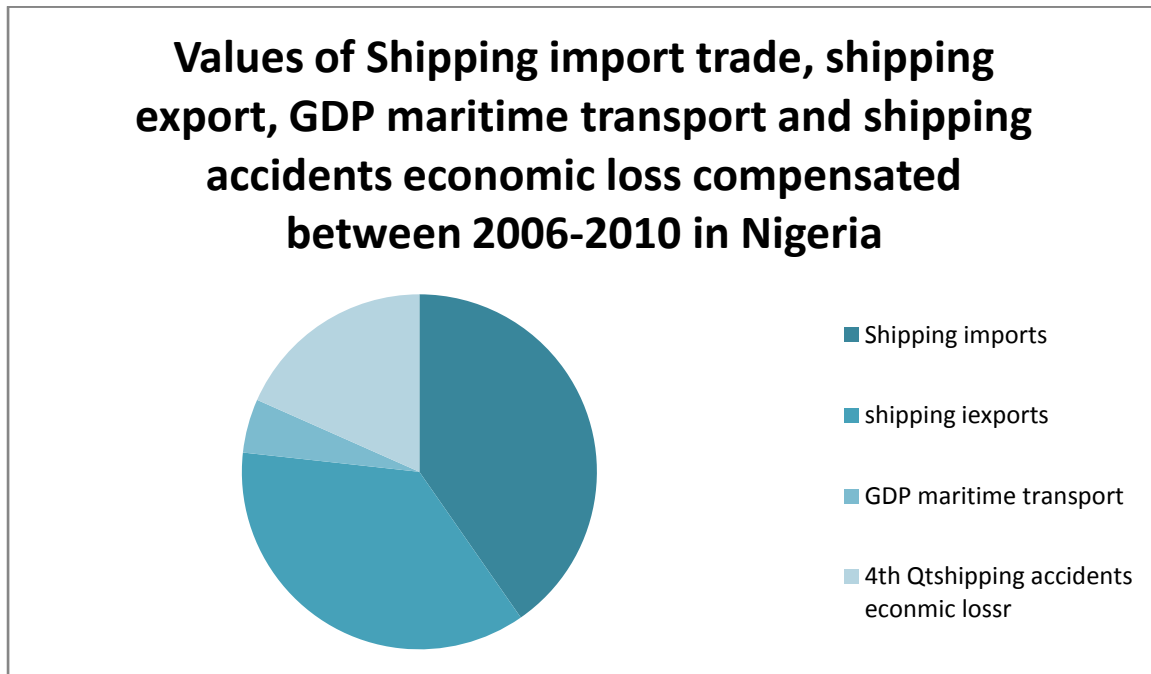 Values of Shipping import trade, shipping
export, GDP maritime transport and shipping
accidents economic loss compensated
between 2006-2010 in Nigeria
Shipping imports
shipping iexports
GDP maritime transport
4th Qtshipping accidents
econmic lossr